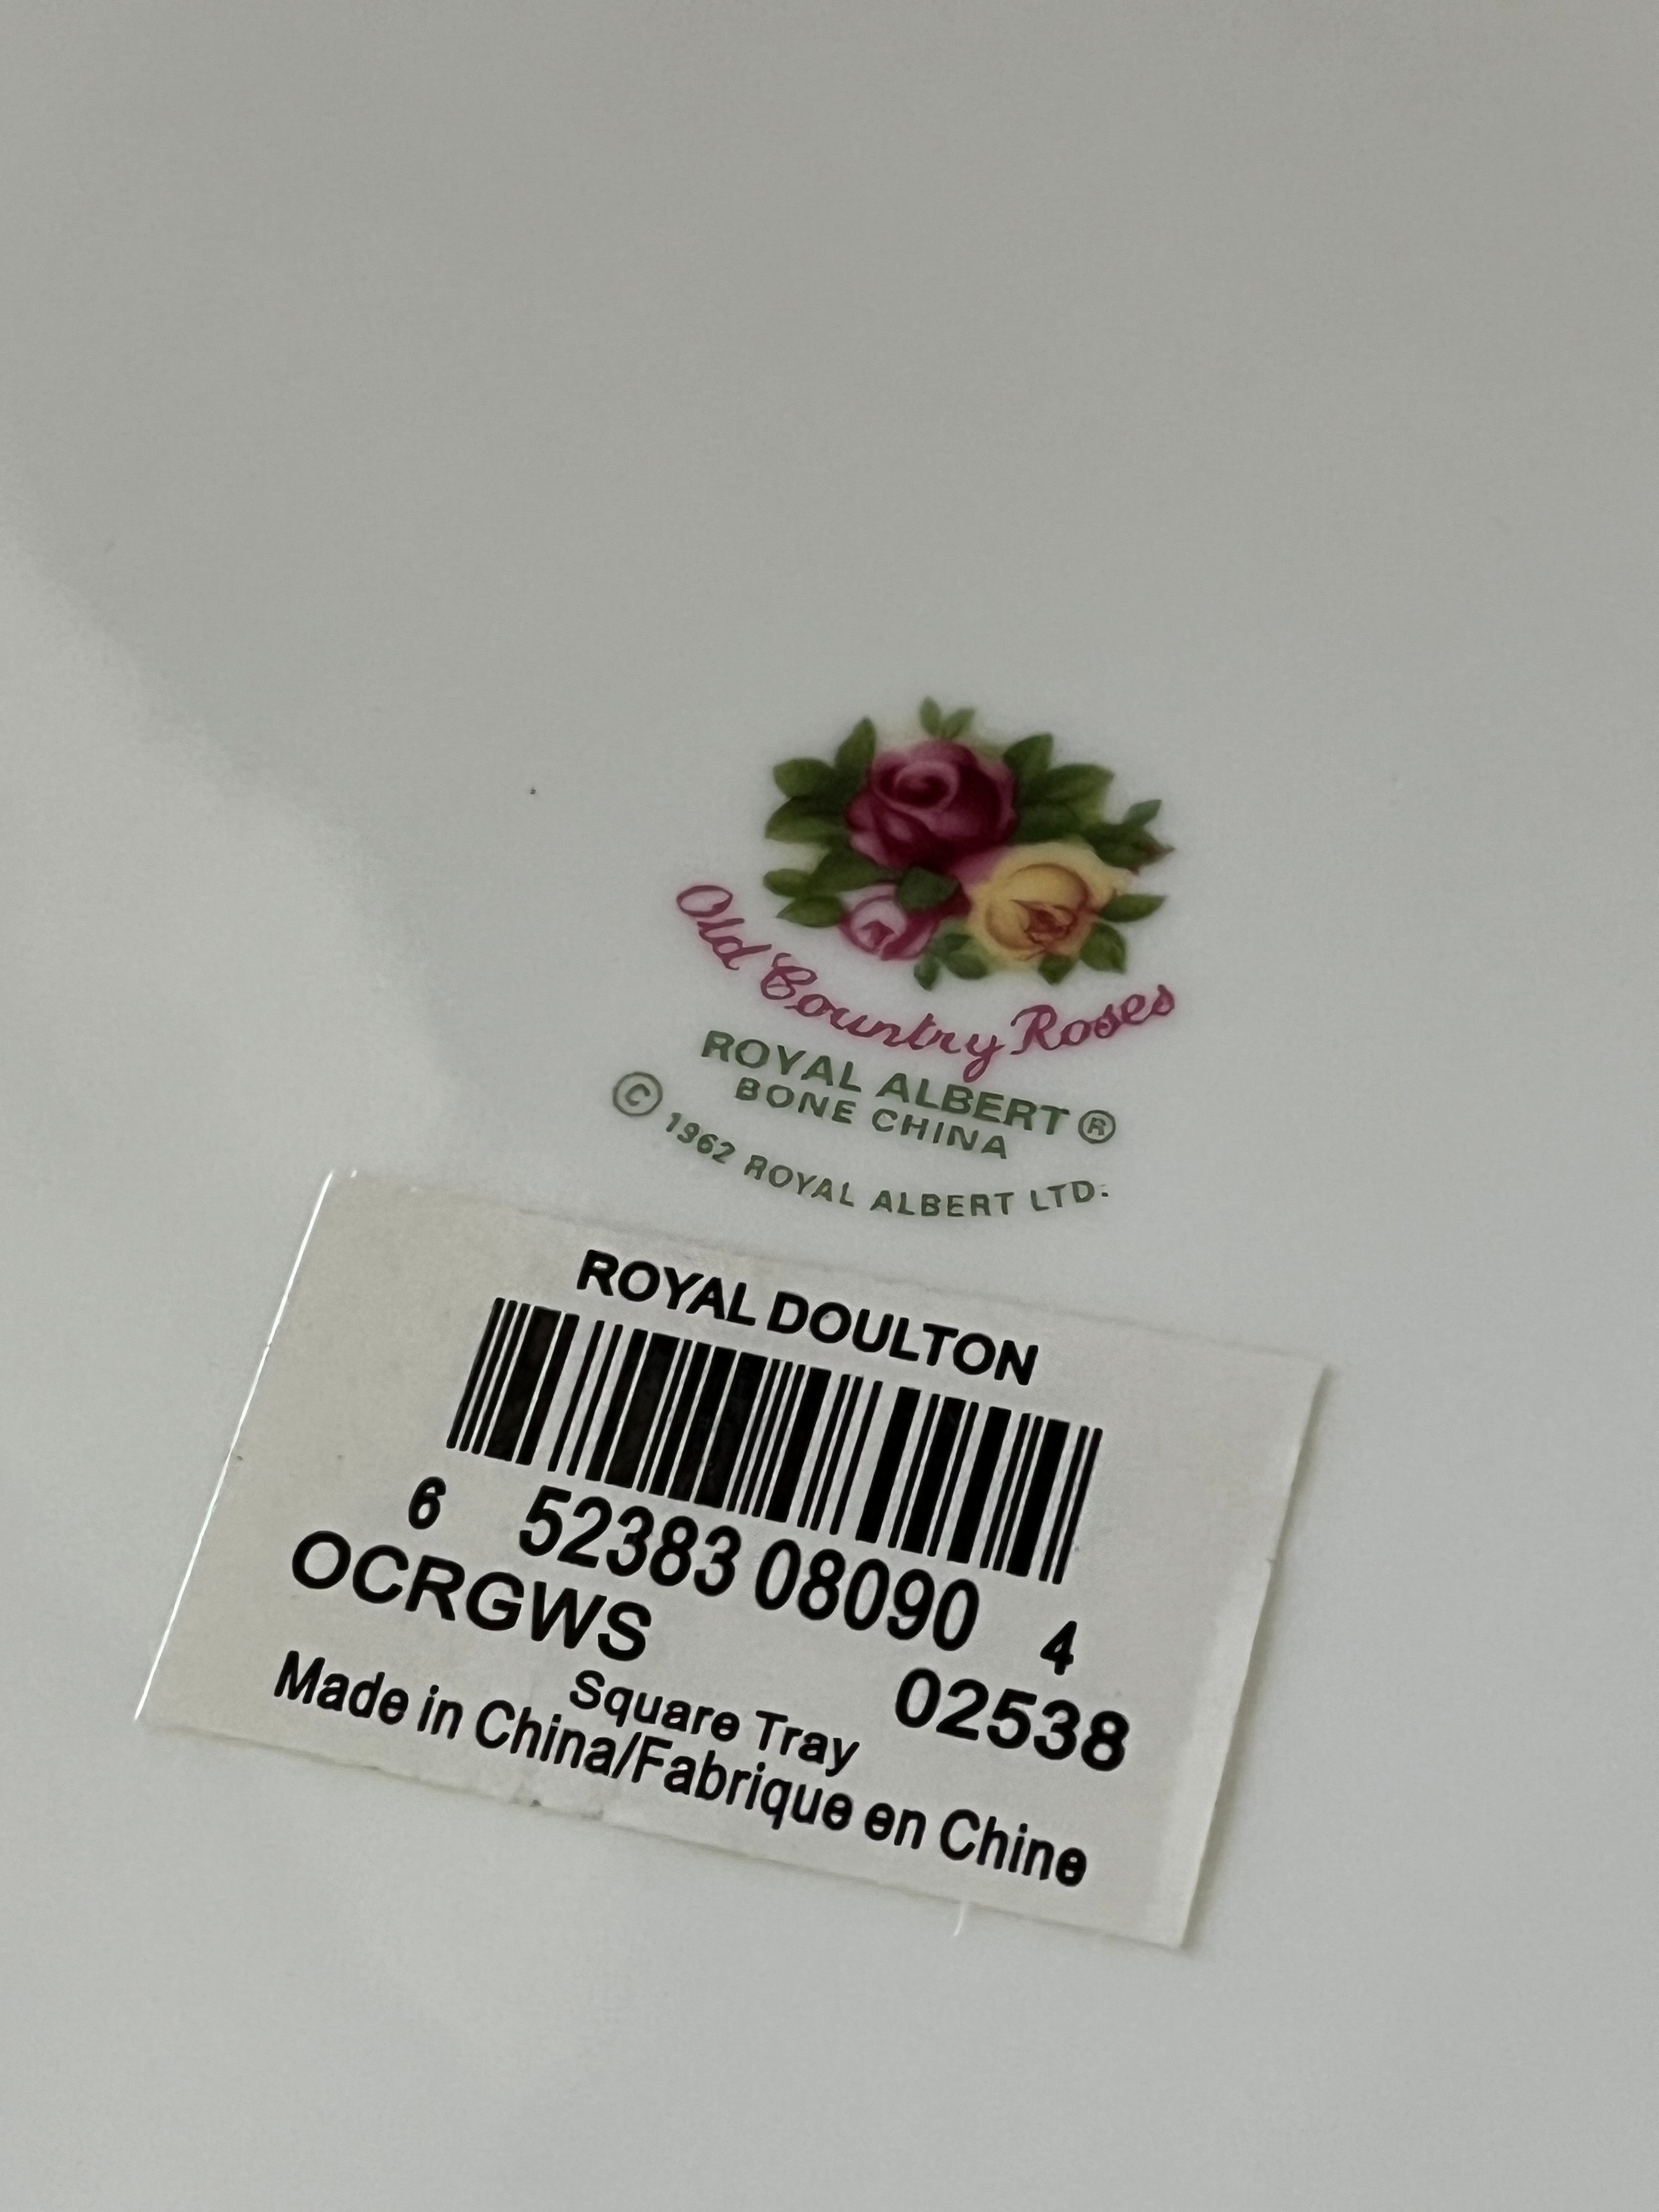 Old Country Roses
ROYAL ALBERT®
BONE CHINA
© 1962 ROYAL ALBERT LTD.
ROYAL DOULTON
6 52383 08090 4
OCRGWS 02538
Square Tray
Made in China/Fabrique en Chine